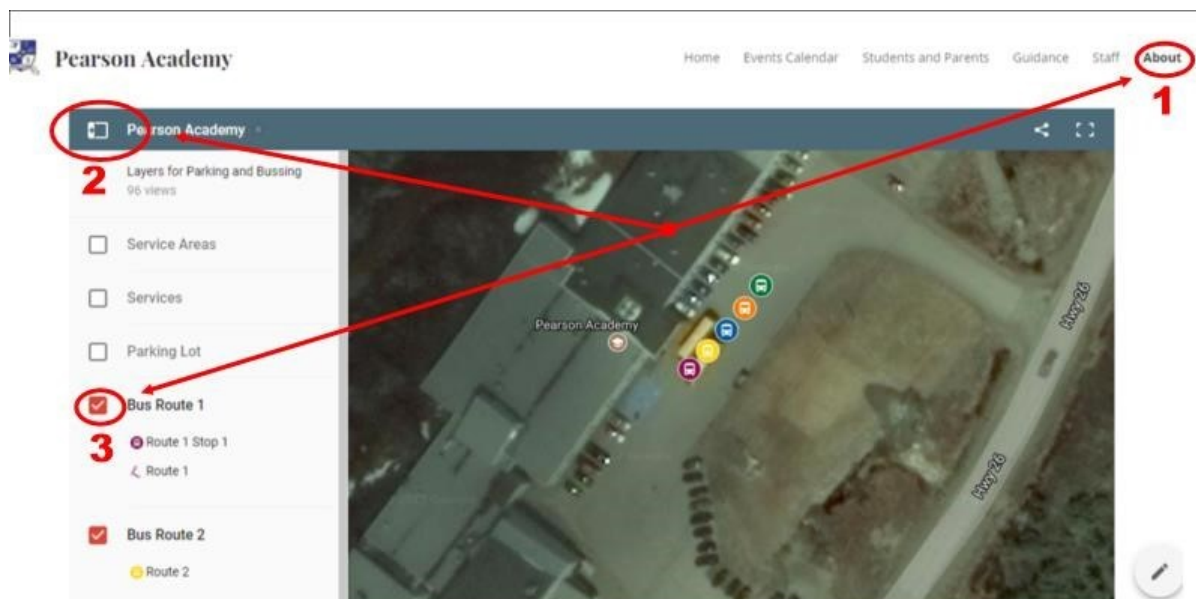 Pearson Academy
Home Events Calendar Students and Parents Guidance Staff About
1
Pearson Academy
2
Layers for Parking and Bussing
96 views
Service Areas
Services
Parking Lot
Bus Route 1
3
Route 1 Stop 1
Route 1
Bus Route 2
Route 2
Pearson Academy
Hwy 26
Hwy 26